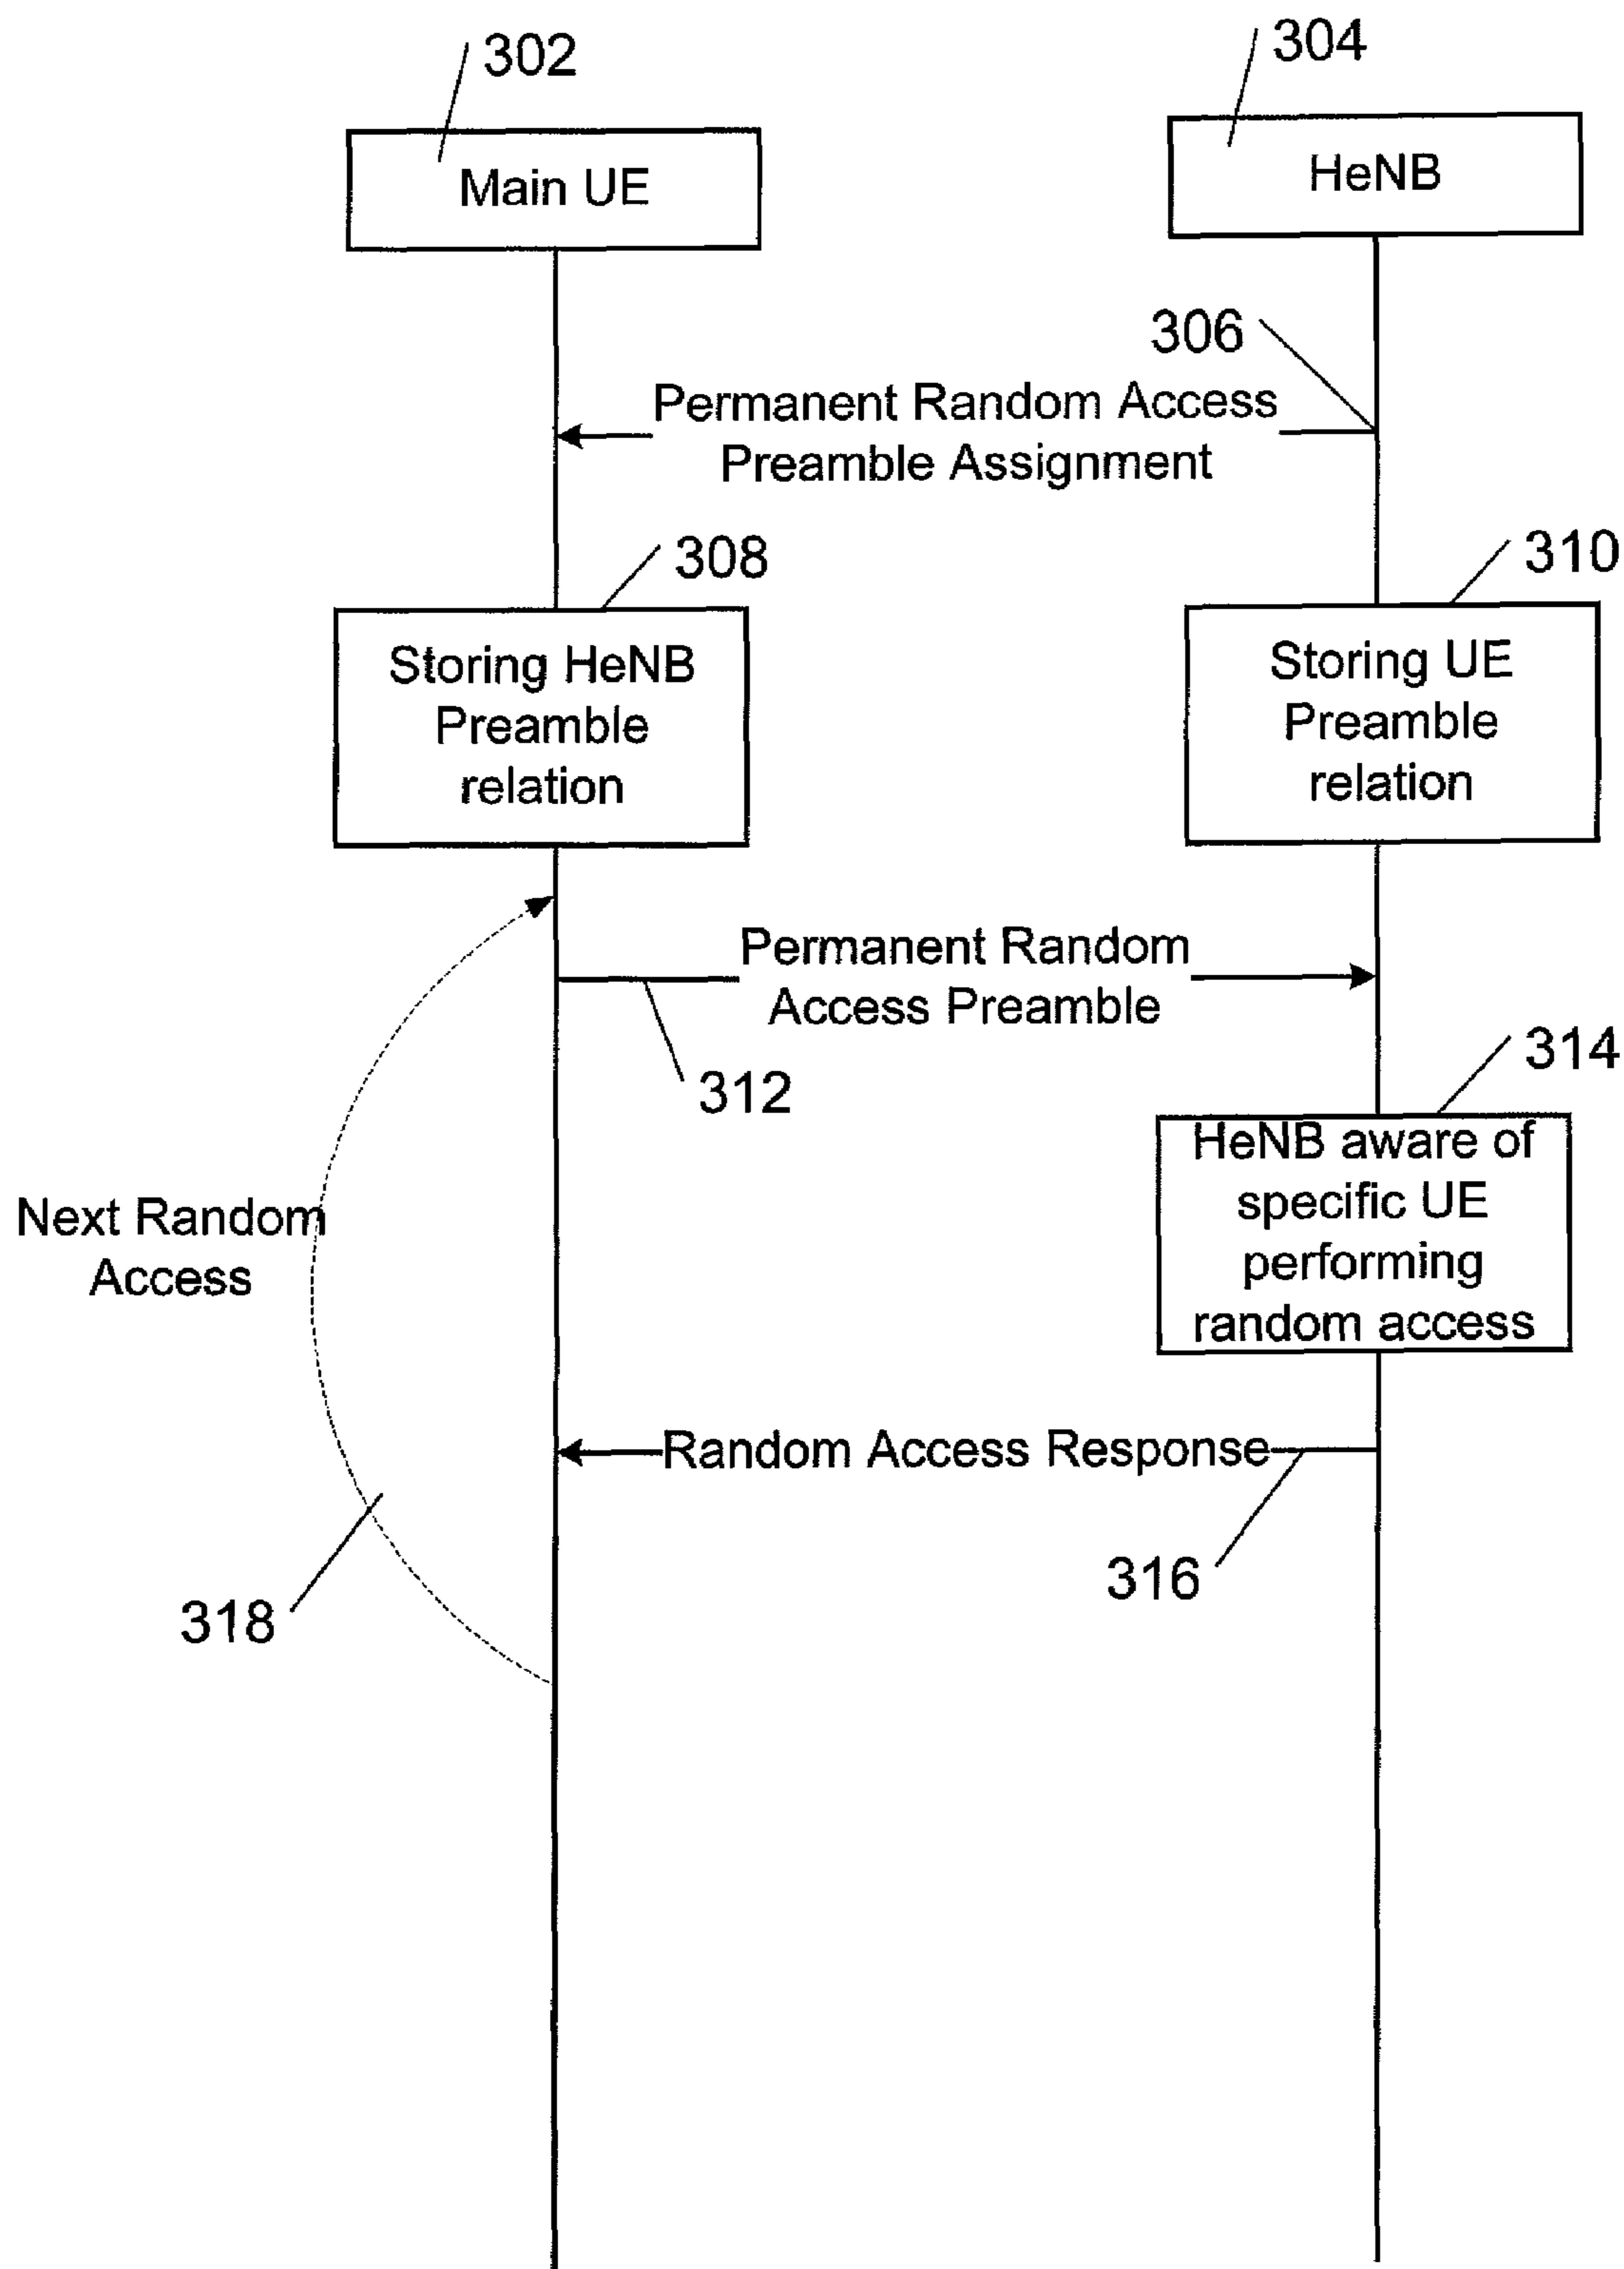 302
304
Main UE
HeNB
306
Permanent Random Access
Preamble Assignment
308
310
Storing HeNB
Preamble
relation
Storing UE
Preamble
relation
Permanent Random
Access Preamble
312
314
HeNB aware of
specific UE
performing
random access
Next Random
Access
Random Access Response
316
318